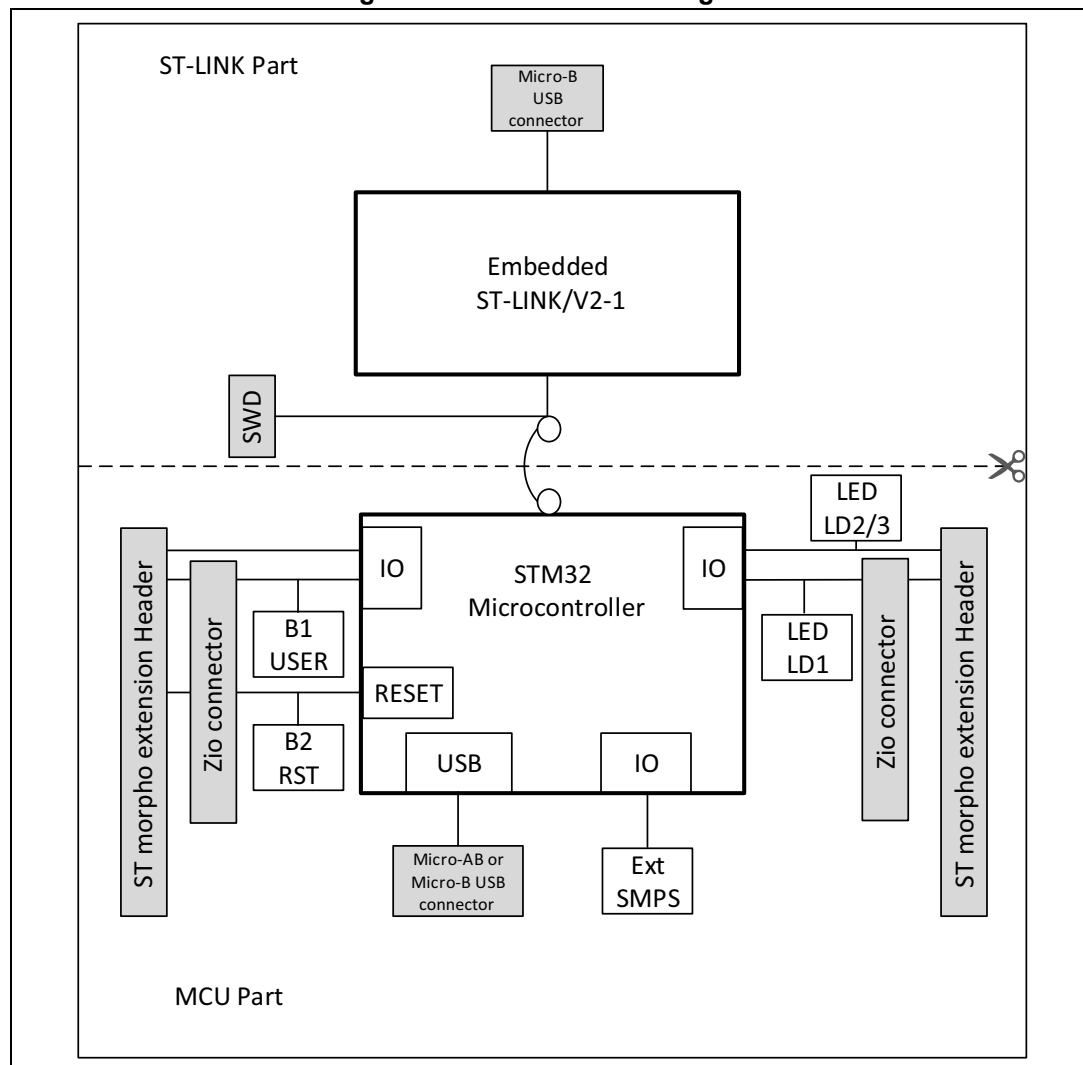 ST-LINK Part
Micro-B
USB
connector
Embedded
ST-LINK/V2-1
SWD
LED
LD2/3
IO
STM32
Microcontroller
IO
ST morpho extension Header
Zio connector
B1
USER
LED
LD1
Zio connector
ST morpho extension Header
RESET
B2
RST
USB
IO
Micro-AB or
Micro-B USB
connector
Ext
SMPS
MCU Part